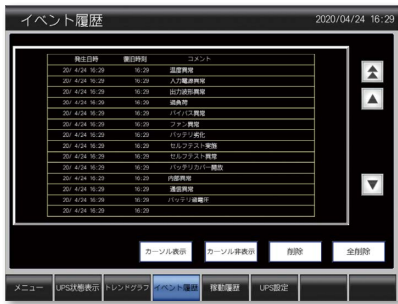 イベント履歴 2020/04/24 16:29
発生日時 復旧時刻 コメント
20/ 4/24 16:29 16:29 温度異常
20/ 4/24 16:29 16:29 入力電源異常
20/ 4/24 16:29 16:29 出力波形異常
20/ 4/24 16:29 16:29 過負荷
20/ 4/24 16:29 16:29 バイパス異常
20/ 4/24 16:29 16:29 ファン異常
20/ 4/24 16:29 16:29 バッテリ劣化
20/ 4/24 16:29 16:29 セルフテスト実施
20/ 4/24 16:29 16:29 セルフテスト異常
20/ 4/24 16:29 16:29 バッテリカバー開放
20/ 4/24 16:29 16:29 内部異常
20/ 4/24 16:29 16:29 通信異常
20/ 4/24 16:29 16:29 バッテリ過電圧
20/ 4/24 16:29 16:29
カーソル表示 カーソル非表示 削除 全削除
メニュー UPS状態表示 トレンドグラフ イベント履歴 稼動履歴 UPS設定